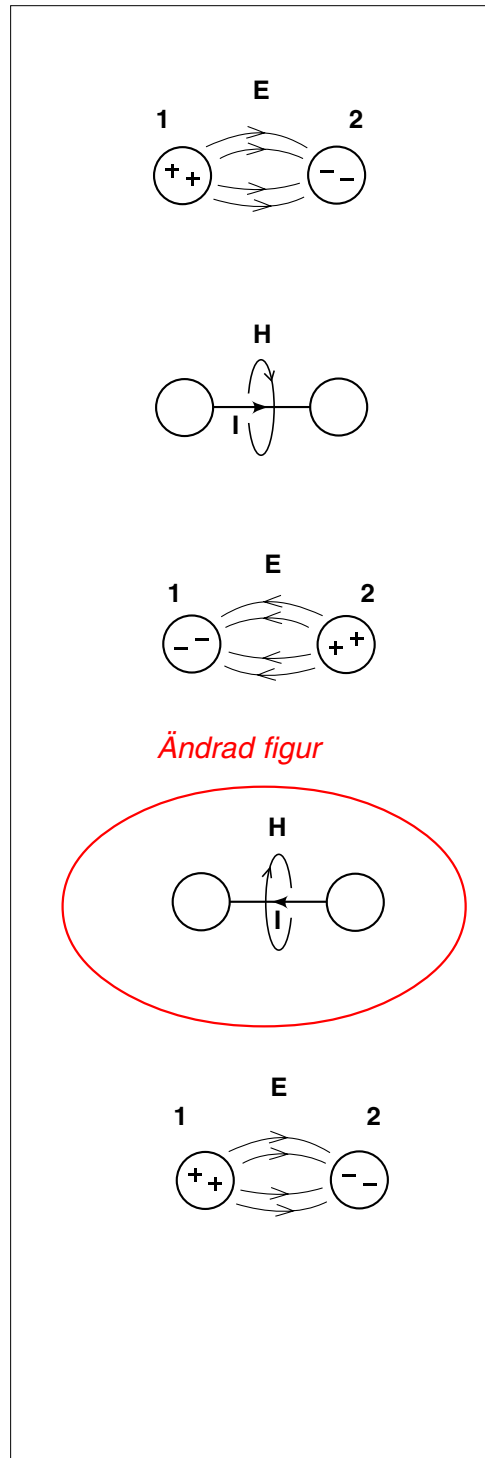 E
1 2
+ + − −
H
I
E
1 2
− − + +
Ändrad figur
H
I
E
1 2
+ + − −